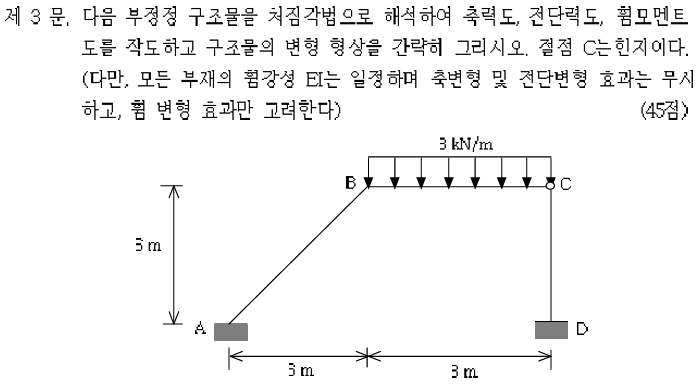 제 3 문. 다음 부정정 구조물을 처짐각법으로 해석하여 축력도, 전단력도, 휨모멘트
도를 작도하고 구조물의 변형 형상을 간략히 그리시오. 절점 C는힌지이다.
(다만, 모든 부재의 휨강성 EI는 일정하며 축변형 및 전단변형 효과는 무시
하고, 휨 변형 효과만 고려한다) (45점)
3 kN/m
B C
6 m
A D
6 m 8 m